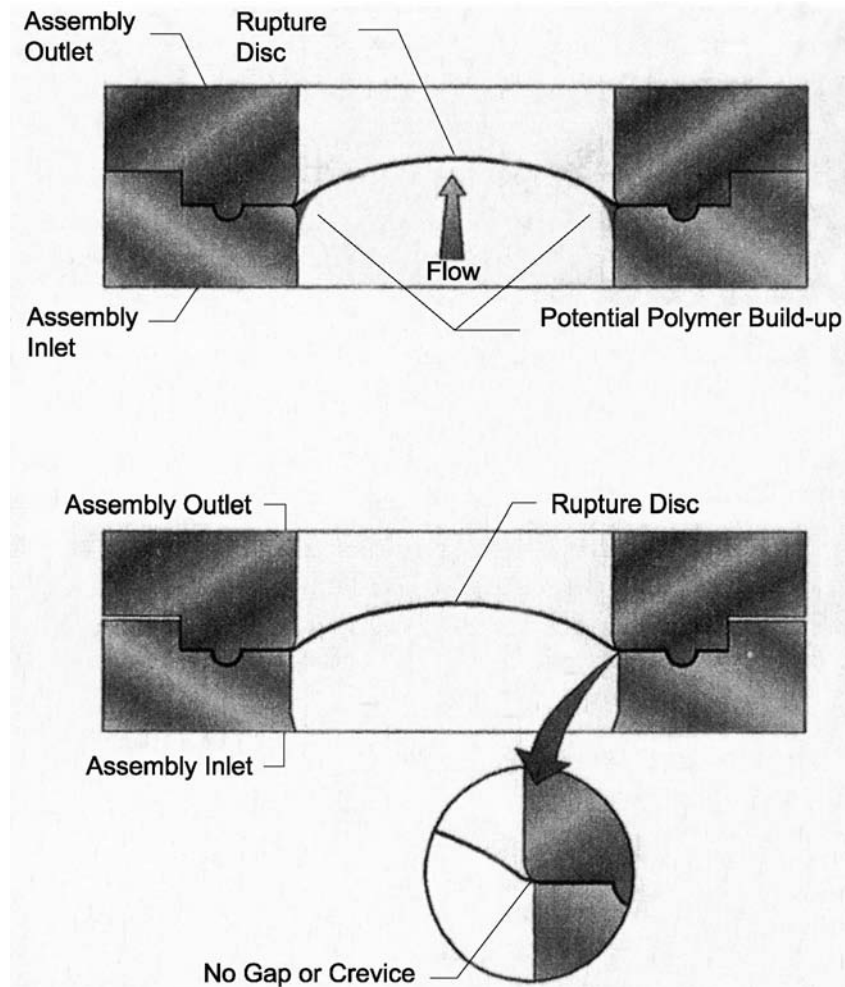 Assembly
Outlet
Rupture
Disc
Flow
Assembly
Inlet
Potential Polymer Build-up
Assembly Outlet
Rupture Disc
Assembly Inlet
No Gap or Crevice